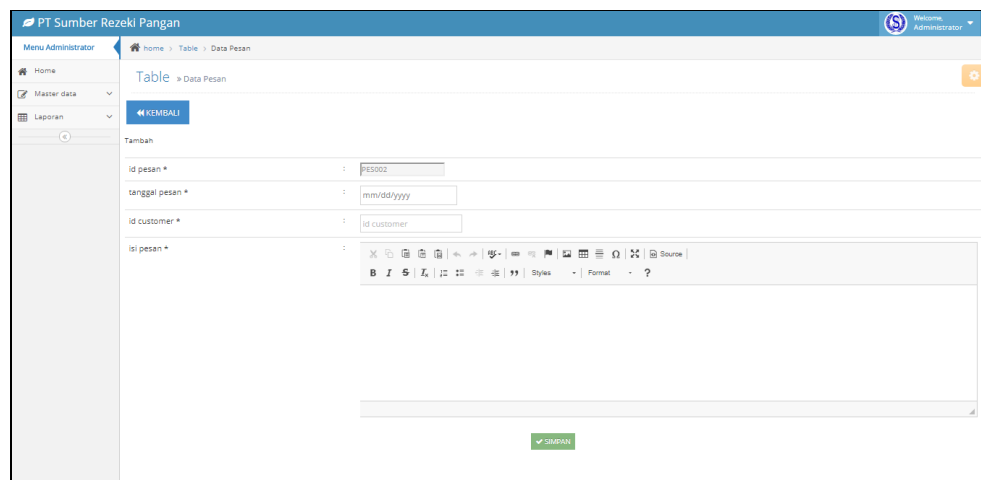 PT Sumber Rezeki Pangan
Welcome,
Administrator
Menu Administrator
home > Table > Data Pesan
Home
Master data
Laporan
Table » Data Pesan
KEMBALI
Tambah
id pesan * : PES002
tanggal pesan * : mm/dd/yyyy
id customer * : id customer
isi pesan * :
Source
B I S Ix Styles Format ?
SIMPAN